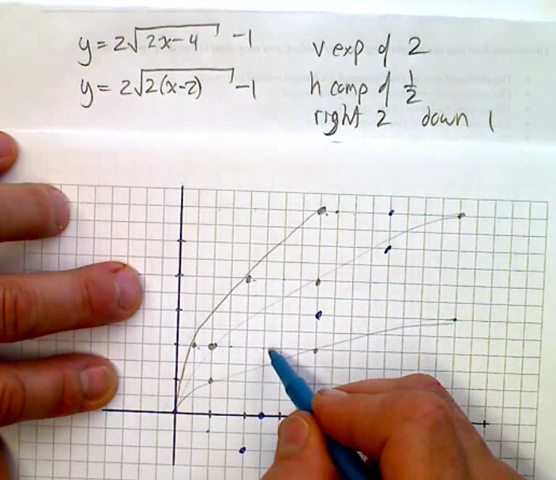 y = 2√(2x-4) -1
v exp of 2
y = 2√(2(x-2)) -1
h comp of 1/2
right 2 down 1